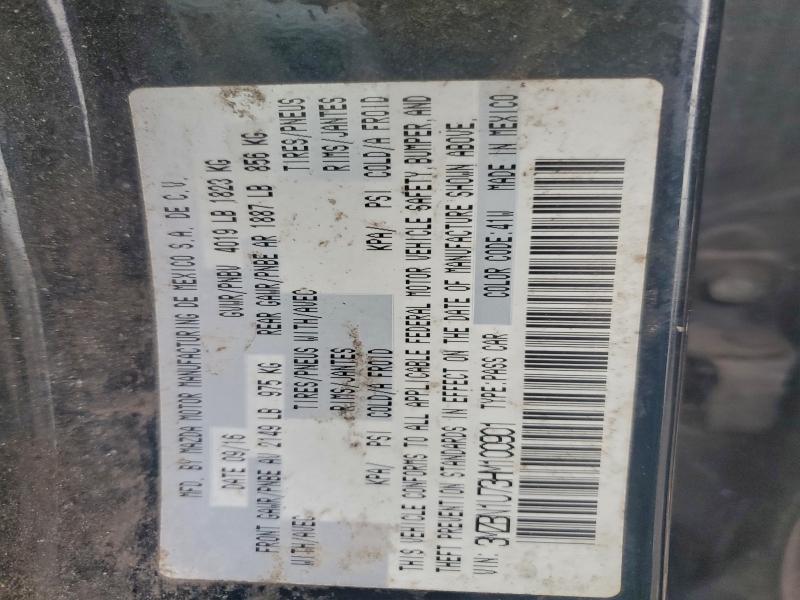 MFD. BY MAZDA MOTOR MANUFACTURING DE MEXICO S.A. DE C.V.
DATE 09/16 GVWR/PNBV 4019 LB 1823 KG
FRONT GAWR/PNBE AV 2149 LB 975 KG REAR GAWR/PNBE AR 1887 LB 856 KG
WITH/AVEC TIRES/PNEUS WITH/AVEC TIRES/PNEUS
RIMS/JANTES RIMS/JANTES
KPA/ PSI COLD/A FROID KPA/ PSI COLD/A FROID
THIS VEHICLE CONFORMS TO ALL APPLICABLE FEDERAL MOTOR VEHICLE SAFETY, BUMPER, AND
THEFT PREVENTION STANDARDS IN EFFECT ON THE DATE OF MANUFACTURE SHOWN ABOVE.
VIN: TYPE:PASS CAR COLOR CODE:41W MADE IN MEXICO